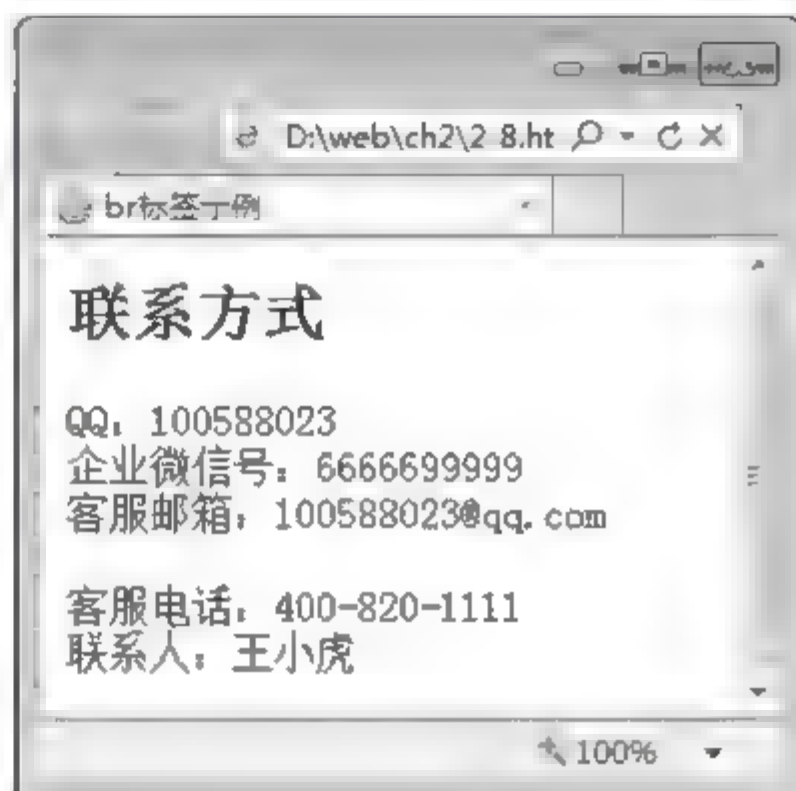 D:\web\ch2\2 8.ht
br标签示例
联系方式
QQ：100588023
企业微信号：6666699999
客服邮箱：100588023@qq.com
客服电话：400-820-1111
联系人：王小虎
100%